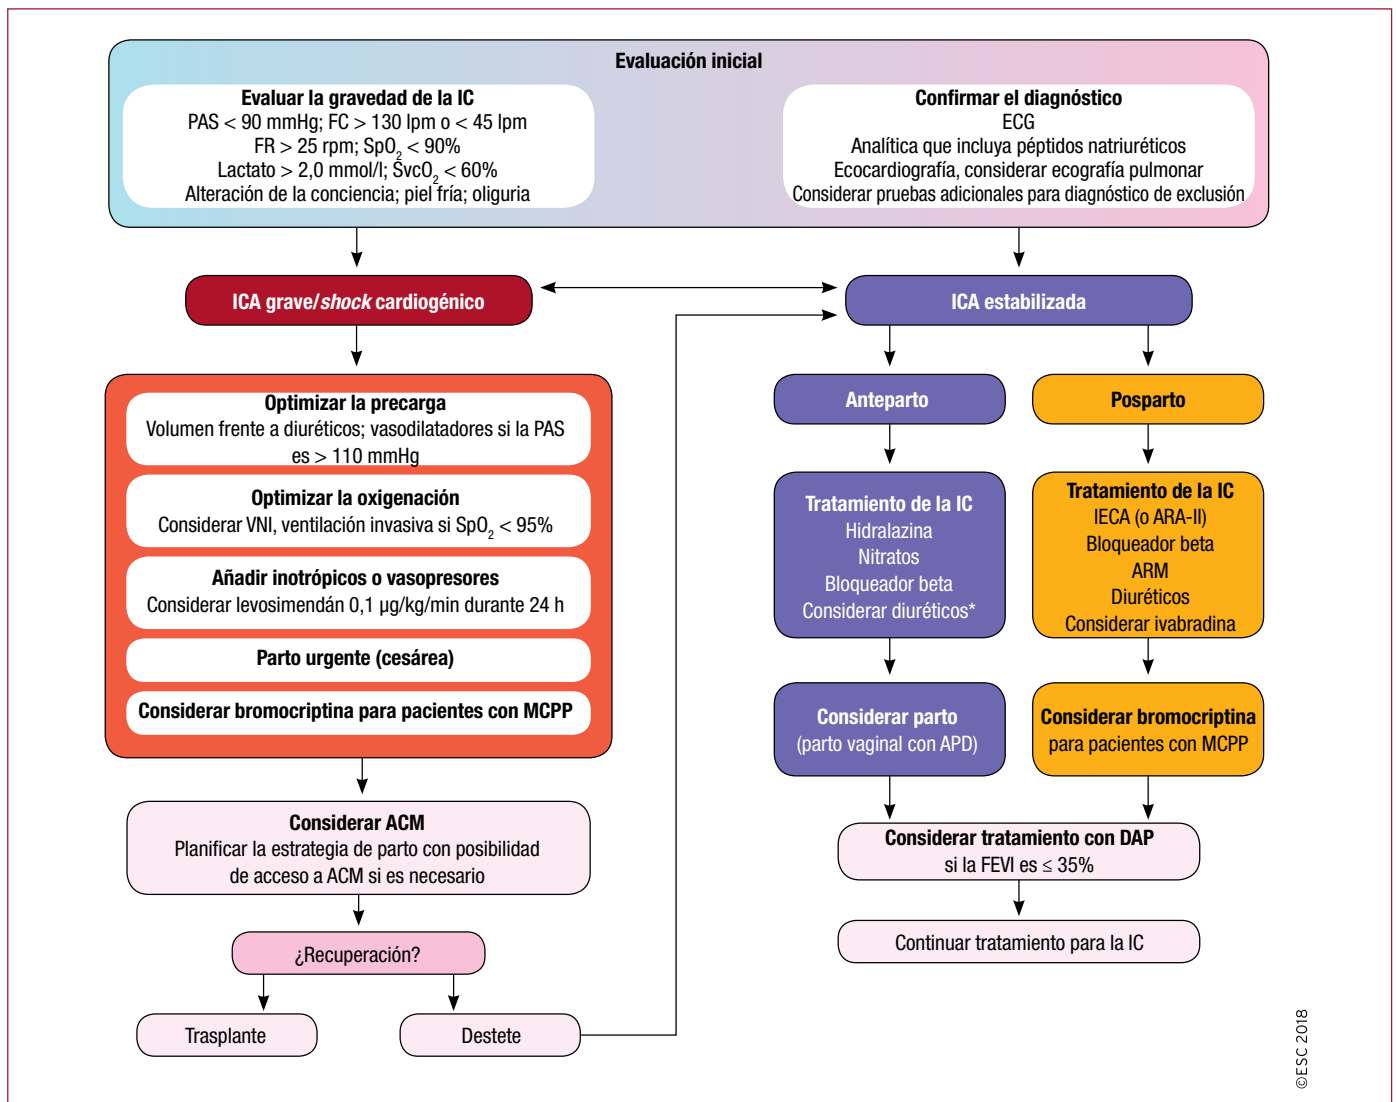 Evaluación inicial
Evaluar la gravedad de la IC
PAS < 90 mmHg; FC > 130 lpm o < 45 lpm
FR > 25 rpm; SpO₂ < 90%
Lactato > 2,0 mmol/l; SvcO₂ < 60%
Alteración de la conciencia; piel fría; oliguria
Confirmar el diagnóstico
ECG
Analítica que incluya péptidos natriuréticos
Ecocardiografía, considerar ecografía pulmonar
Considerar pruebas adicionales para diagnóstico de exclusión
ICA grave/shock cardiogénico
ICA estabilizada
Optimizar la precarga
Volumen frente a diuréticos; vasodilatadores si la PAS
es > 110 mmHg
Optimizar la oxigenación
Considerar VNI, ventilación invasiva si SpO₂ < 95%
Añadir inotrópicos o vasopresores
Considerar levosimendán 0,1 µg/kg/min durante 24 h
Parto urgente (cesárea)
Considerar bromocriptina para pacientes con MCPP
Considerar ACM
Planificar la estrategia de parto con posibilidad
de acceso a ACM si es necesario
¿Recuperación?
Trasplante
Destete
Anteparto
Tratamiento de la IC
Hidralazina
Nitratos
Bloqueador beta
Considerar diuréticos*
Considerar parto
(parto vaginal con APD)
Posparto
Tratamiento de la IC
IECA (o ARA-II)
Bloqueador beta
ARM
Diuréticos
Considerar ivabradina
Considerar bromocriptina
para pacientes con MCPP
Considerar tratamiento con DAP
si la FEVI es ≤ 35%
Continuar tratamiento para la IC
©ESC 2018